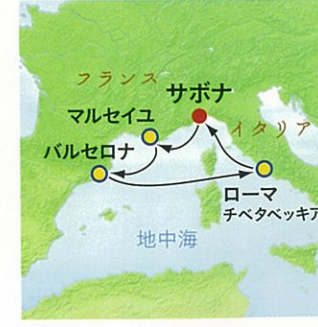 フランス
サボナ
マルセイユ
イタリア
バルセロナ
ローマ
チベタベッキア
地中海